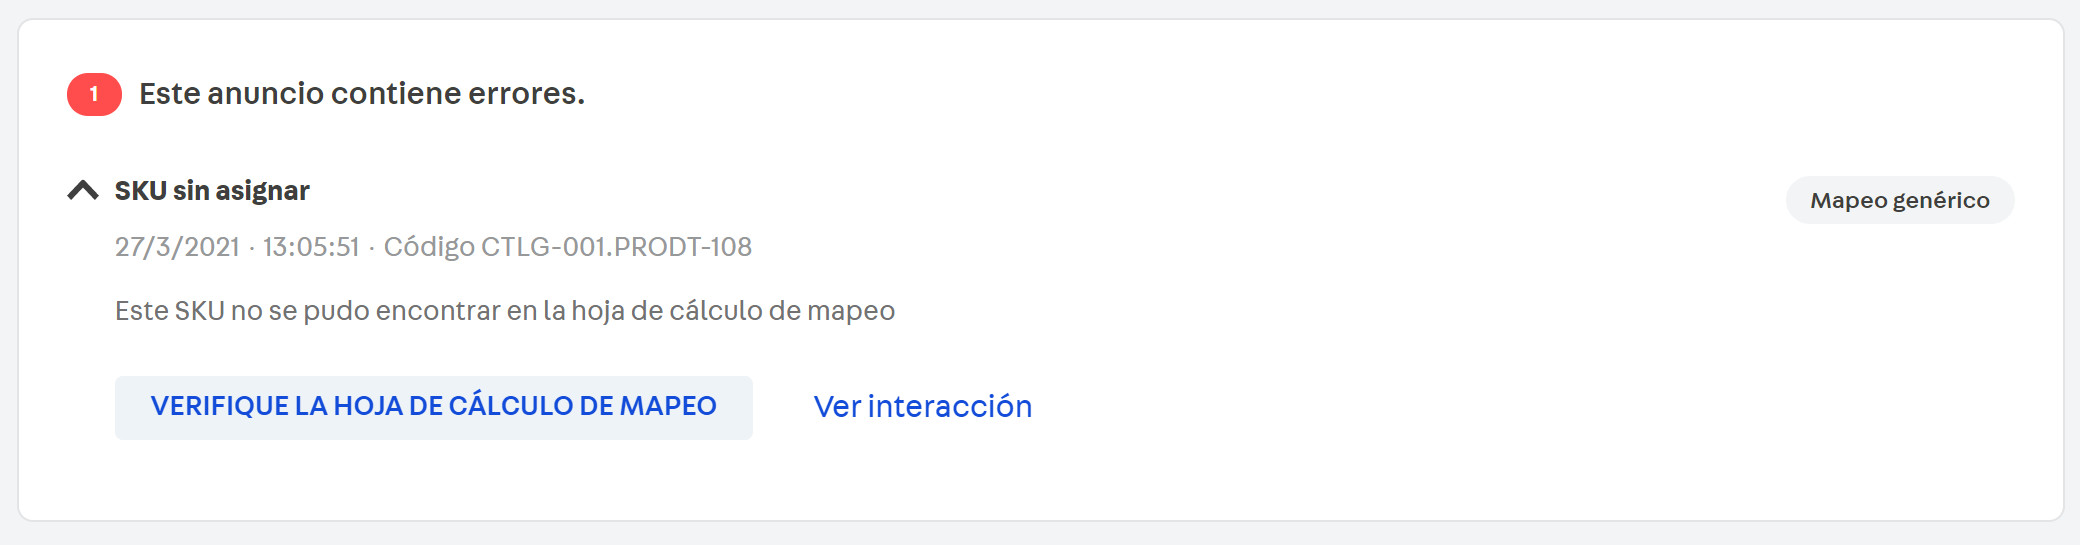 1 Este anuncio contiene errores.
SKU sin asignar
Mapeo genérico
27/3/2021 · 13:05:51 · Código CTLG-001.PRODT-108
Este SKU no se pudo encontrar en la hoja de cálculo de mapeo
VERIFIQUE LA HOJA DE CÁLCULO DE MAPEO
Ver interacción